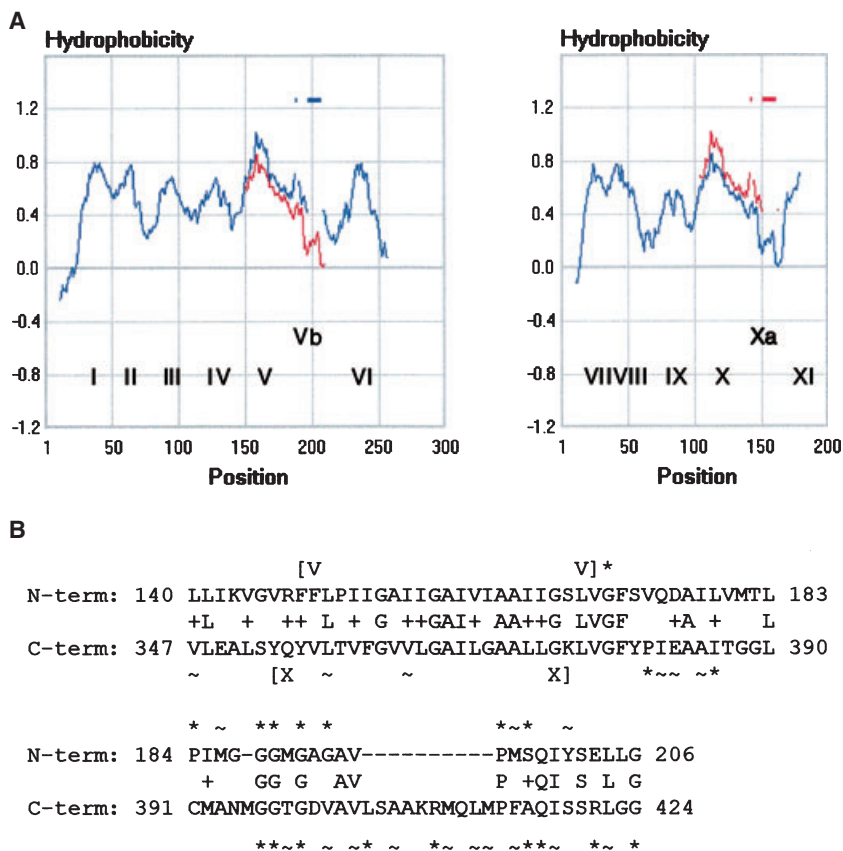 A
Hydrophobicity
1.2
0.8
0.4
0.0
-0.4
-0.8
-1.2
Vb
I II III IV V VI
1 50 100 150 200 250 300
Position
Hydrophobicity
1.2
0.8
0.4
0.0
-0.4
-0.8
-1.2
Xa
VII VIII IX X XI
1 50 100 150 200
Position
B
[V V] *
N-term: 140 LLIKVGVRFFLPIIGAIIGAIVIAAIIGSLVGFSVQDAILVMTL 183
+L + ++ L + G ++GAI+ AA++G LVGF +A + L
C-term: 347 VLEALSYQYVLTVFGVVLGAILGAALLGKLVGFYPIEAAITGGL 390
~ [X ~ ~ X] *~~ ~*
* ~ ** * * *~* ~
N-term: 184 PIMG-GGMGAGAV----------PMSQIYSELLG 206
+ GG G AV P +QI S L G
C-term: 391 CMANMGGTGDVAVLSAAKRMQLMPFAQISSRLGG 424
**~* ~ ~* ~ *~ ~~ ~**~ *~ *